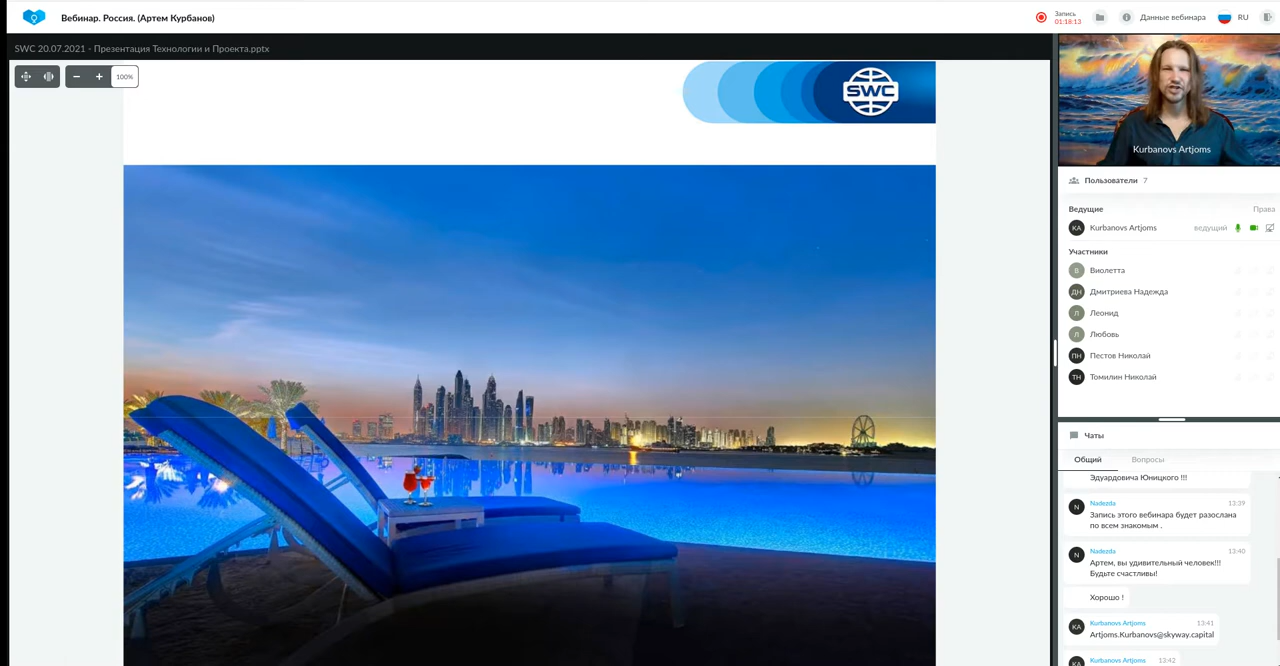 Вебинар. Россия. (Артем Курбанов)
Запись
01:18:13
Данные вебинара
RU
SWC 20.07.2021 - Презентация Технологии и Проекта.pptx
100%
SWC
Kurbanovs Artjoms
Пользователи 7
Ведущие Права
KA Kurbanovs Artjoms ведущий
Участники
В Виолетта
ДН Дмитриева Надежда
Л Леонид
Л Любовь
ПН Пестов Николай
ТН Томилин Николай
Чаты
Общий Вопросы
Эдуардовича Юницкого !!!
N Nadezda 13:39
Запись этого вебинара будет разослана
по всем знакомым .
N Nadezda 13:40
Артем, вы удивительный человек!!!
Будьте счастливы!
Хорошо !
KA Kurbanovs Artjoms 13:41
Artjoms.Kurbanovs@skyway.capital
KA Kurbanovs Artjoms 13:42